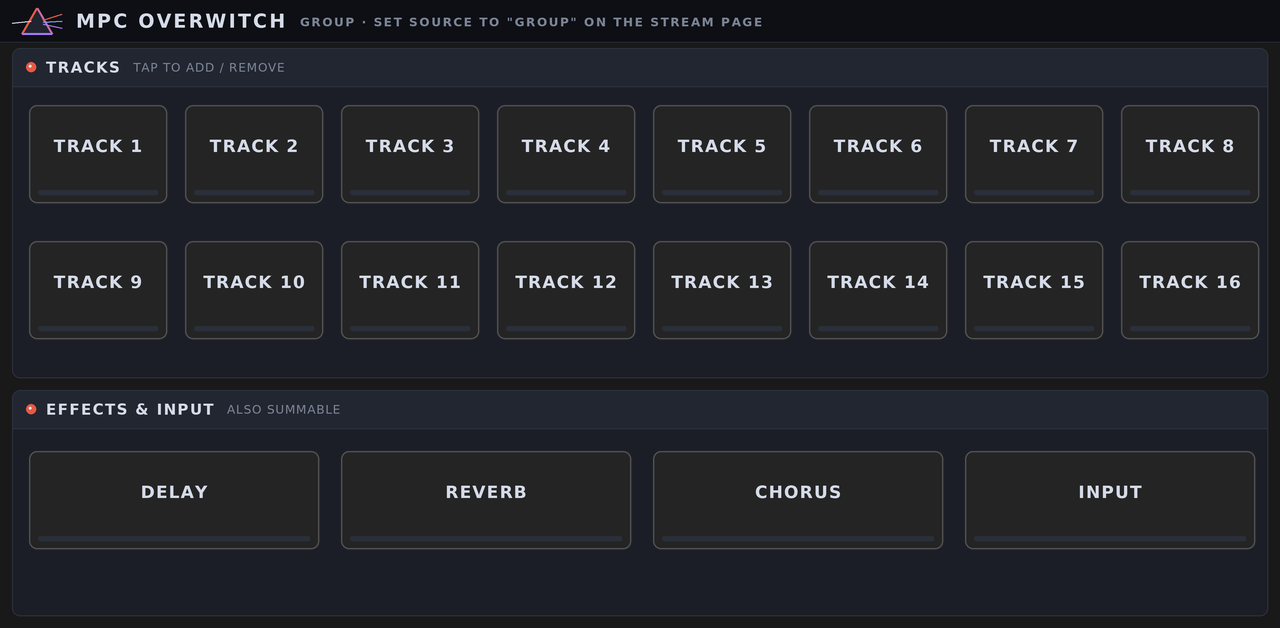 MPC OVERWITCH GROUP · SET SOURCE TO "GROUP" ON THE STREAM PAGE
TRACKS TAP TO ADD / REMOVE
TRACK 1 TRACK 2 TRACK 3 TRACK 4 TRACK 5 TRACK 6 TRACK 7 TRACK 8
TRACK 9 TRACK 10 TRACK 11 TRACK 12 TRACK 13 TRACK 14 TRACK 15 TRACK 16
EFFECTS & INPUT ALSO SUMMABLE
DELAY REVERB CHORUS INPUT